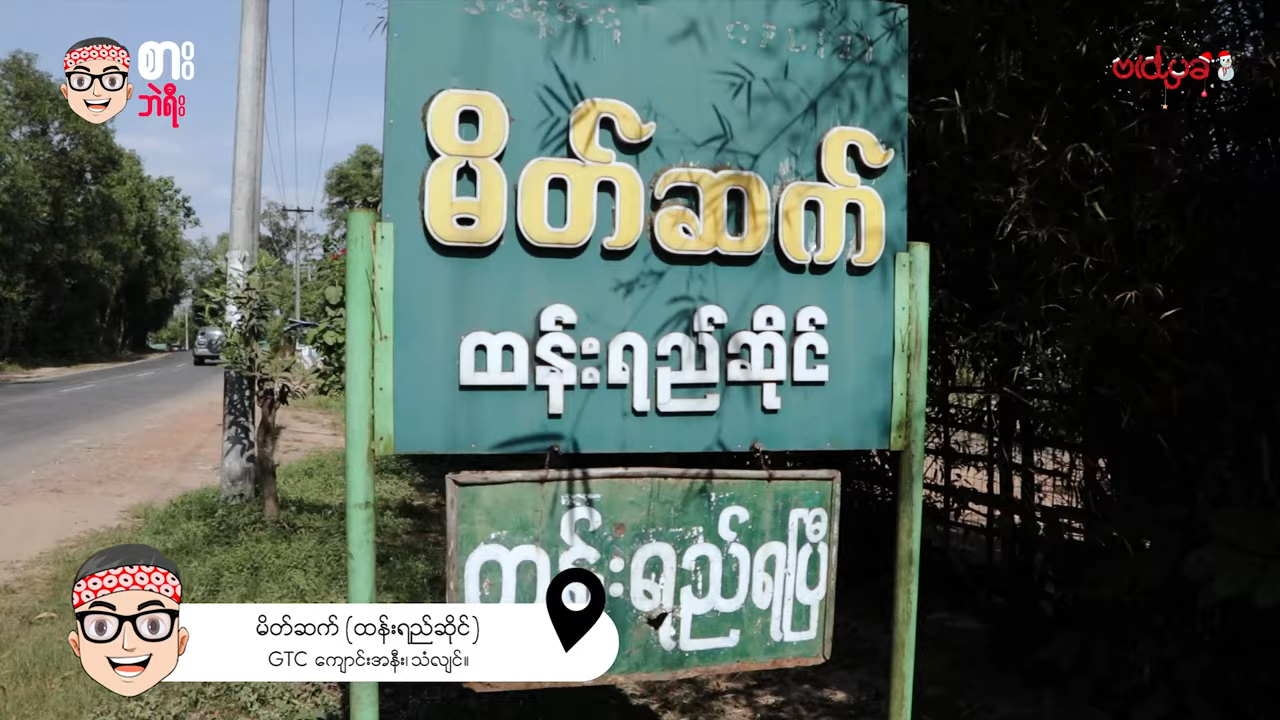 စား
ဘဲရီး
မိတ်ဆက်
ထန်းရည်ဆိုင်
ထန်းရည်ရပြီ
မိတ်ဆက် (ထန်းရည်ဆိုင်)
GTC ကျောင်းအနီး၊ သံလျင်။